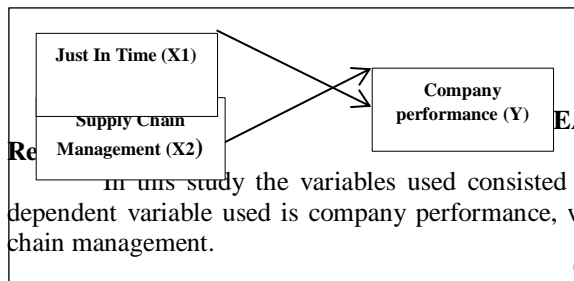 Just In Time (X1)
Supply Chain
Management (X2)
Company
performance (Y)
In this study the variables used consisted
dependent variable used is company performance,
chain management.